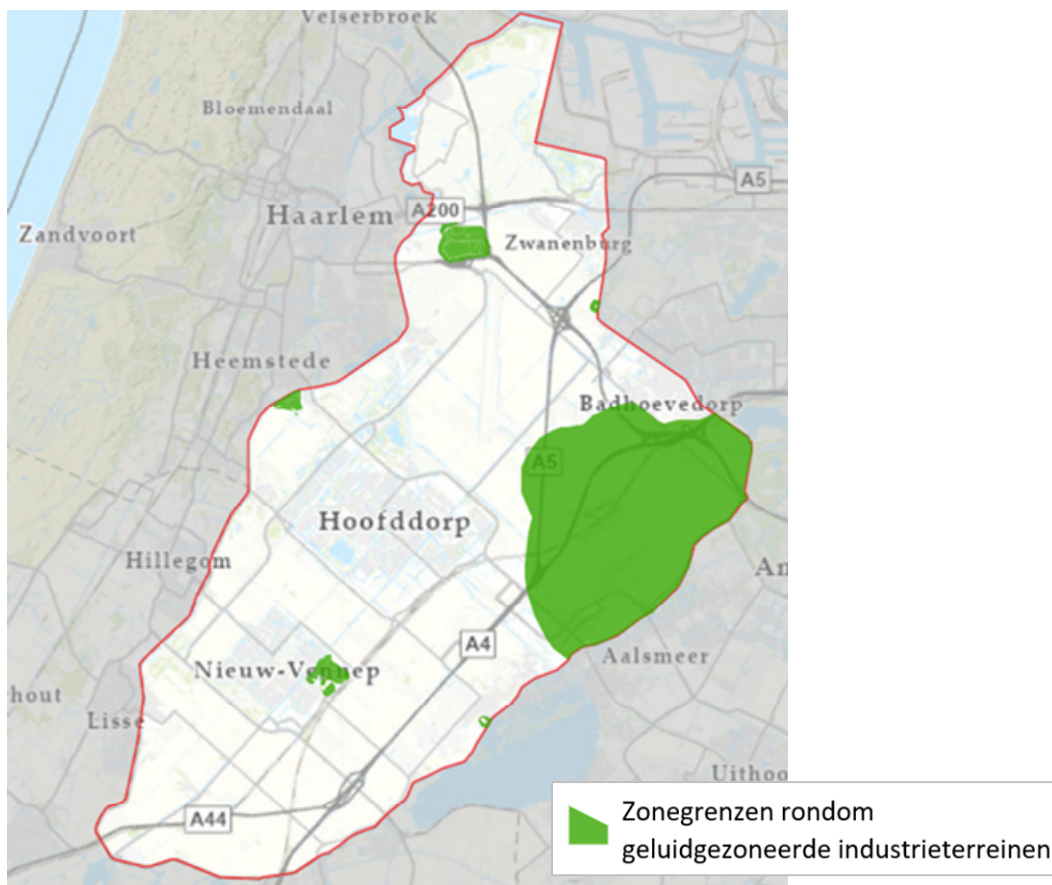 Velserbroek
Bloemendaal
A5
Haarlem
A200
Zandvoort
Zwanenburg
Heemstede
Badhoevedorp
A5
Hoofddorp
Hillegom
An
A4
Nieuw-Vennep
Aalsmeer
hout
Lisse
Uithoo
A44
Zonegrenzen rondom
geluidgezoneerde industrieterreinen